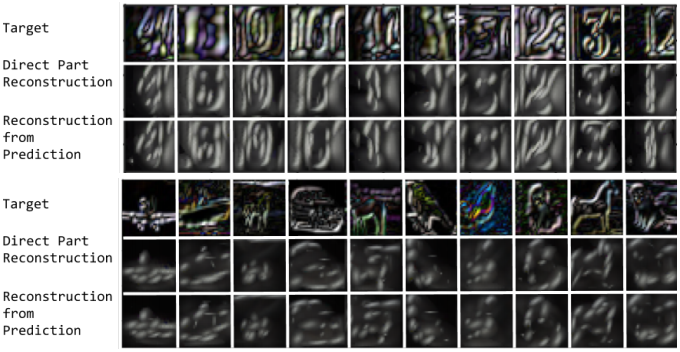 Target
Direct Part
Reconstruction
Reconstruction
from
Prediction
Target
Direct Part
Reconstruction
Reconstruction
from
Prediction